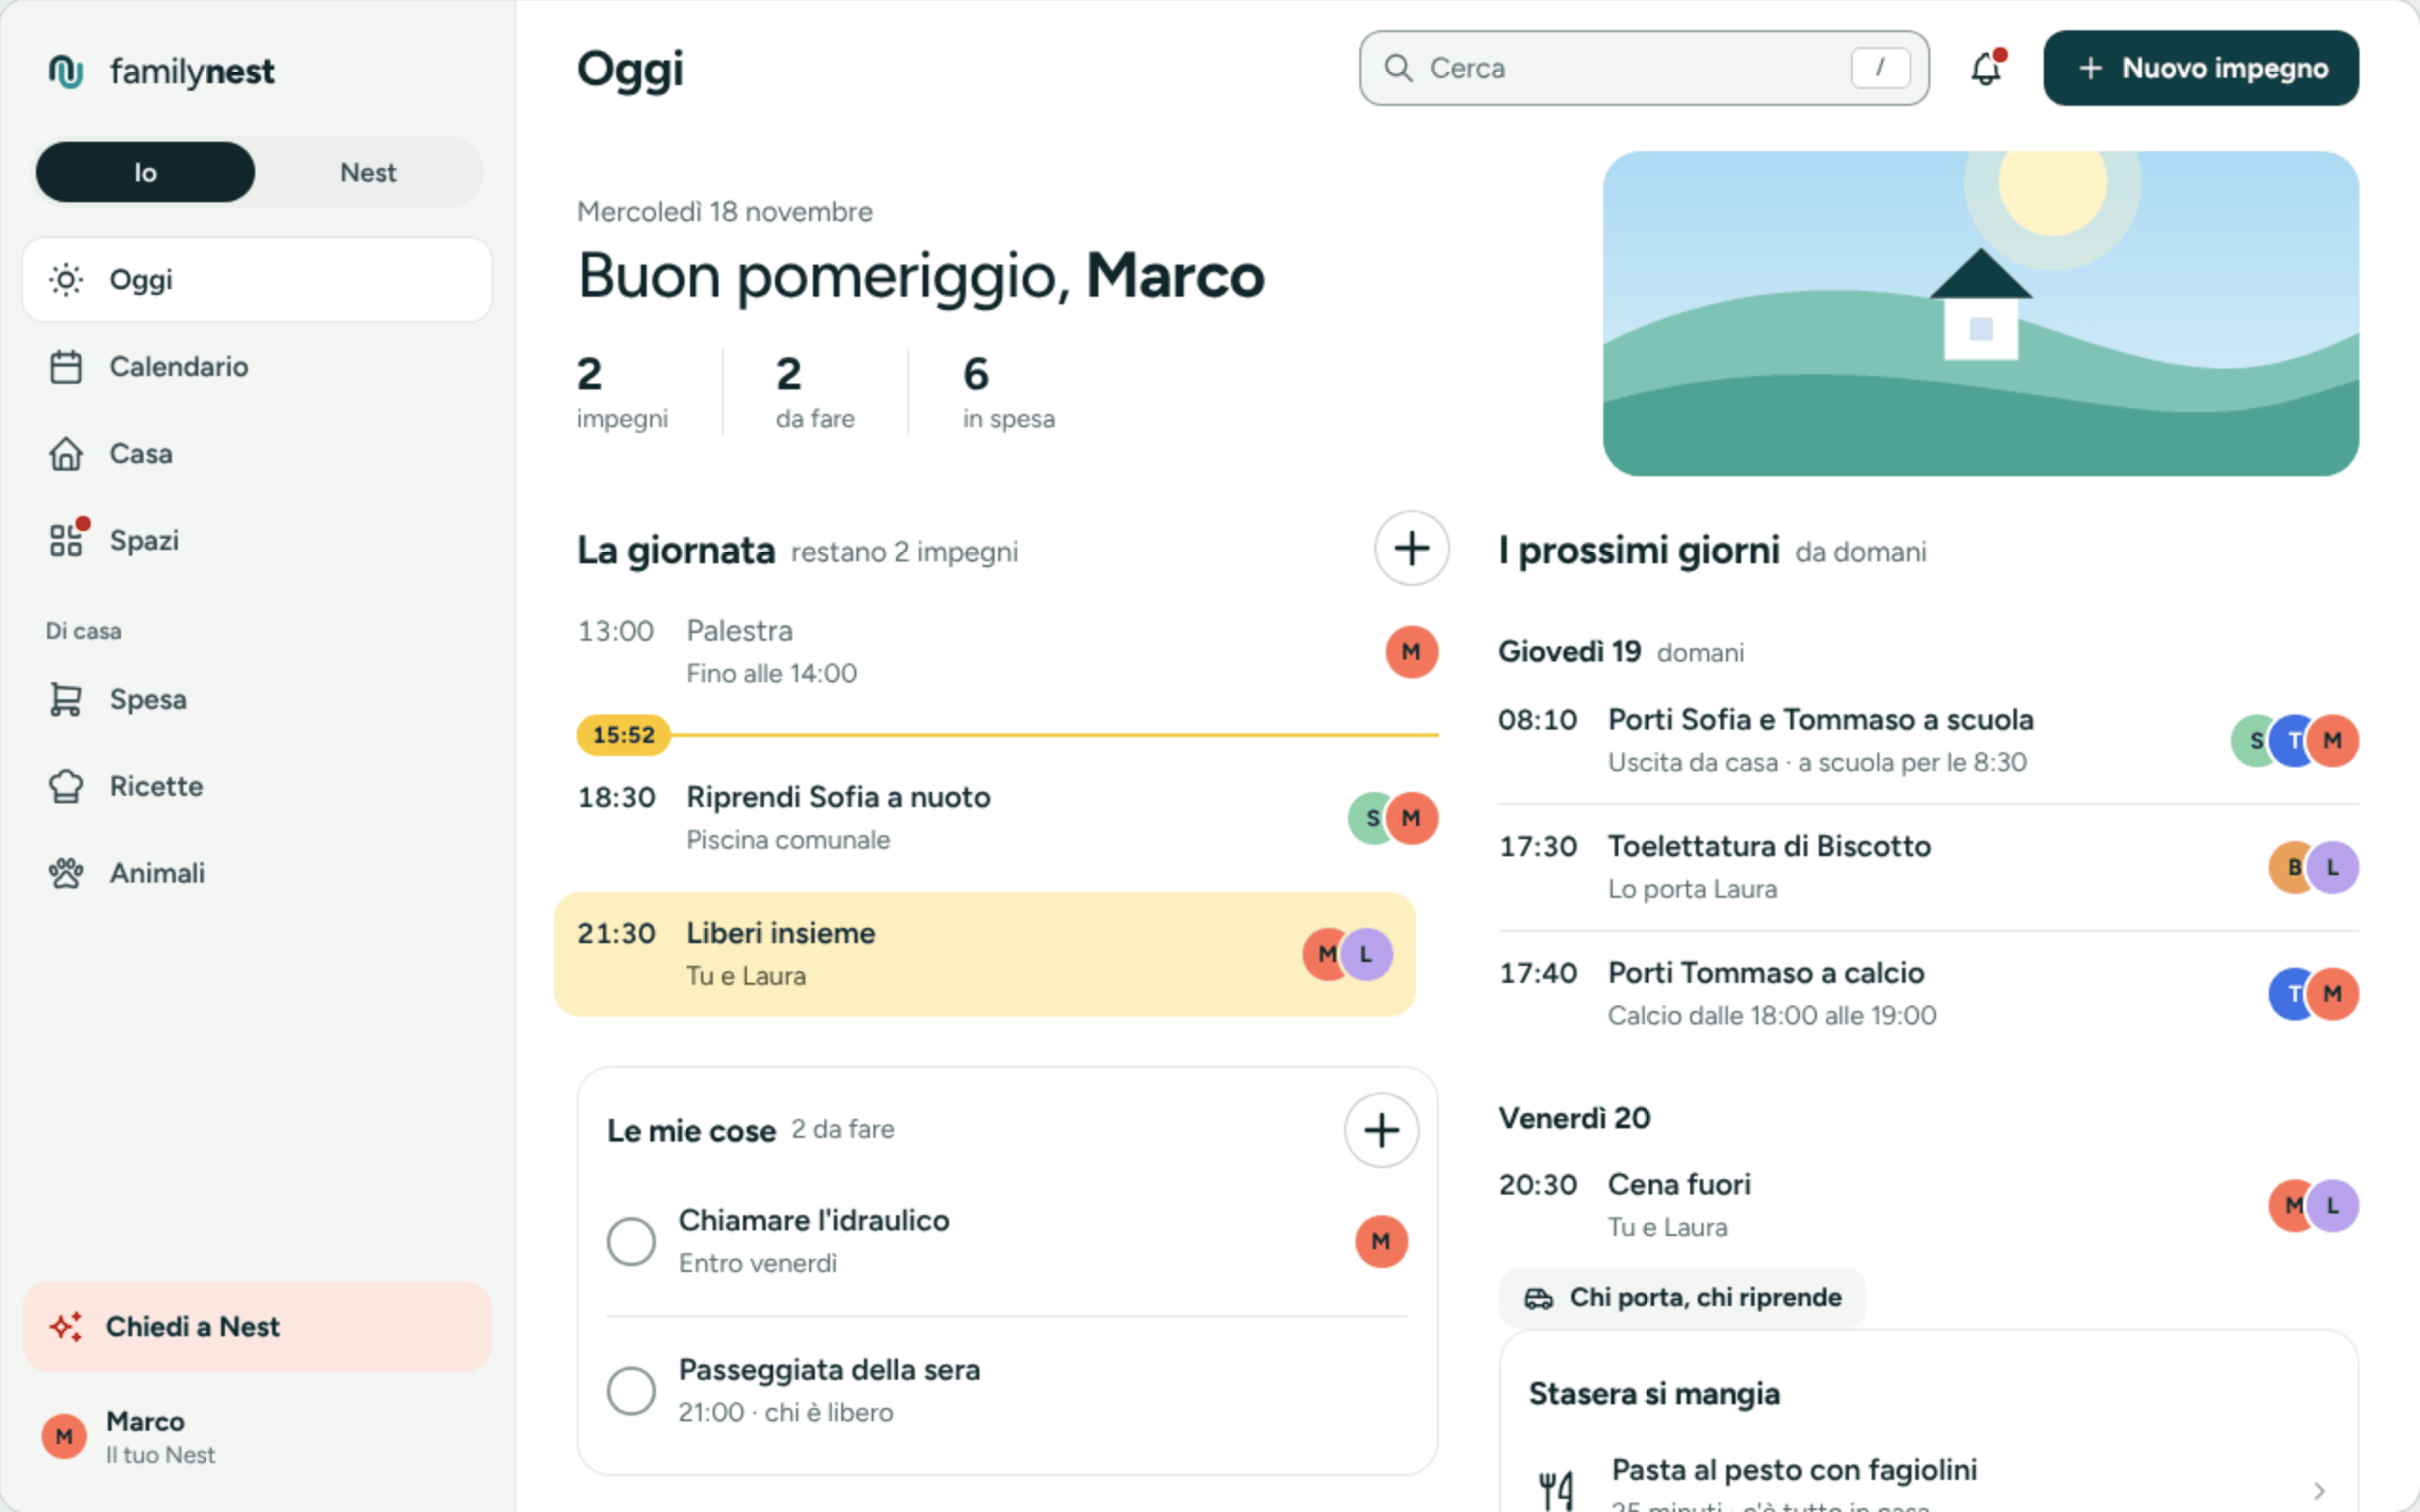 familynest
Io
Nest
Oggi
Calendario
Casa
Spazi
Di casa
Spesa
Ricette
Animali
Chiedi a Nest
M
Marco
Il tuo Nest
Oggi
Cerca
/
+ Nuovo impegno
Mercoledì 18 novembre
Buon pomeriggio, Marco
2
impegni
2
da fare
6
in spesa
La giornata restano 2 impegni
13:00 Palestra
Fino alle 14:00
M
15:52
18:30 Riprendi Sofia a nuoto
Piscina comunale
S M
21:30 Liberi insieme
Tu e Laura
M L
Le mie cose 2 da fare
Chiamare l'idraulico
Entro venerdì
M
Passeggiata della sera
21:00 · chi è libero
I prossimi giorni da domani
Giovedì 19 domani
08:10 Porti Sofia e Tommaso a scuola
Uscita da casa · a scuola per le 8:30
S T M
17:30 Toelettatura di Biscotto
Lo porta Laura
B L
17:40 Porti Tommaso a calcio
Calcio dalle 18:00 alle 19:00
T M
Venerdì 20
20:30 Cena fuori
Tu e Laura
M L
Chi porta, chi riprende
Stasera si mangia
Pasta al pesto con fagiolini
25 minuti · c'è tutto in casa